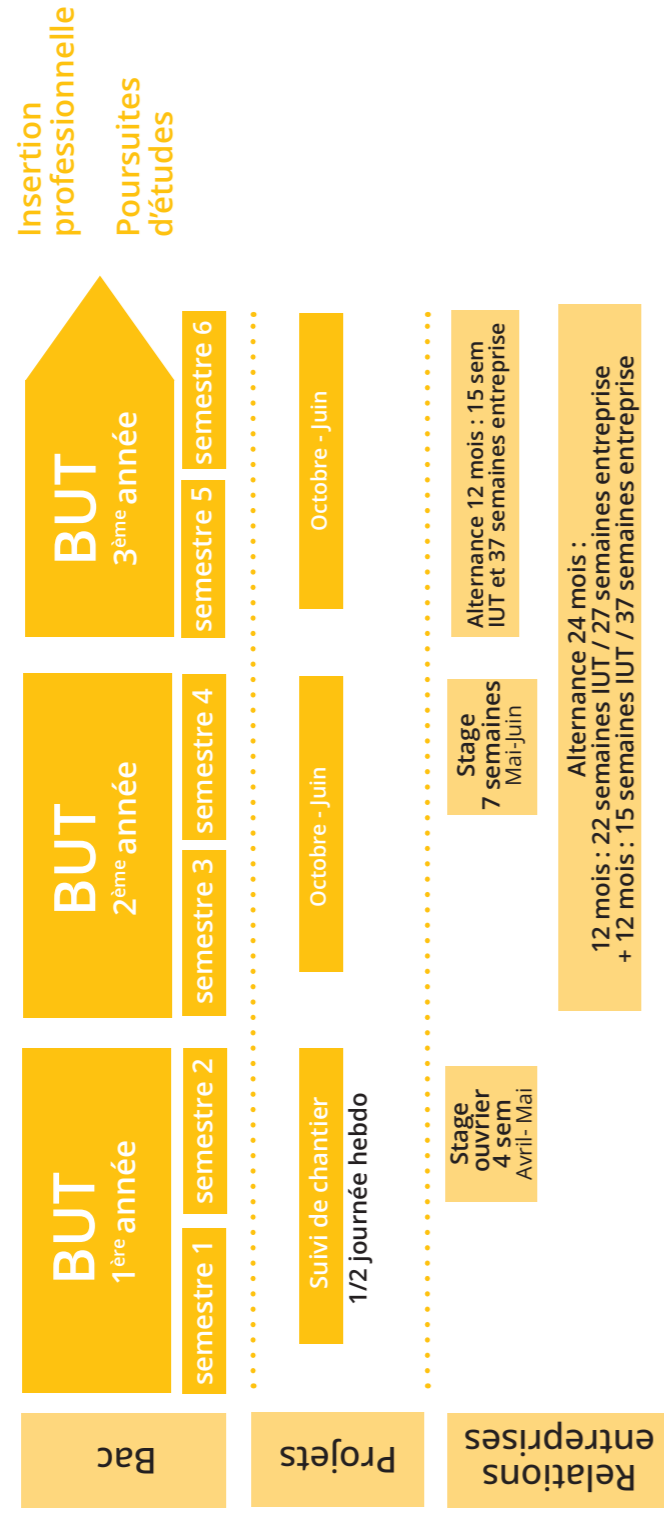 Bac
BUT
1ère année
semestre 1
semestre 2
BUT
2ème année
semestre 3
semestre 4
BUT
3ème année
semestre 5
semestre 6
Insertion
professionnelle
Poursuites
d'études
Projets
Suivi de chantier
1/2 journée hebdo
Octobre - Juin
Octobre - Juin
Relations
entreprises
Stage
ouvrier
4 sem
Avril- Mai
Stage
7 semaines
Mai-Juin
Alternance 12 mois : 15 sem
IUT et 37 semaines entreprise
Alternance 24 mois :
12 mois : 22 semaines IUT / 27 semaines entreprise
+ 12 mois : 15 semaines IUT / 37 semaines entreprise